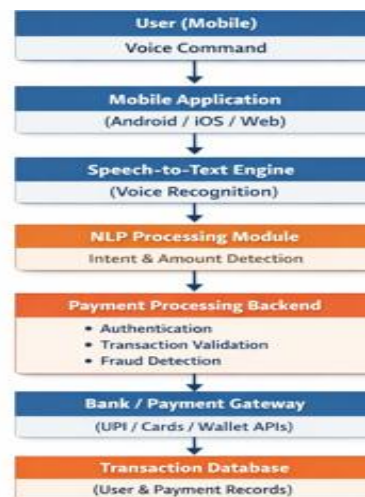 User (Mobile)
Voice Command
Mobile Application
(Android / iOS / Web)
Speech-to-Text Engine
(Voice Recognition)
NLP Processing Module
Intent & Amount Detection
Payment Processing Backend
• Authentication
• Transaction Validation
• Fraud Detection
Bank / Payment Gateway
(UPI / Cards / Wallet APIs)
Transaction Database
(User & Payment Records)